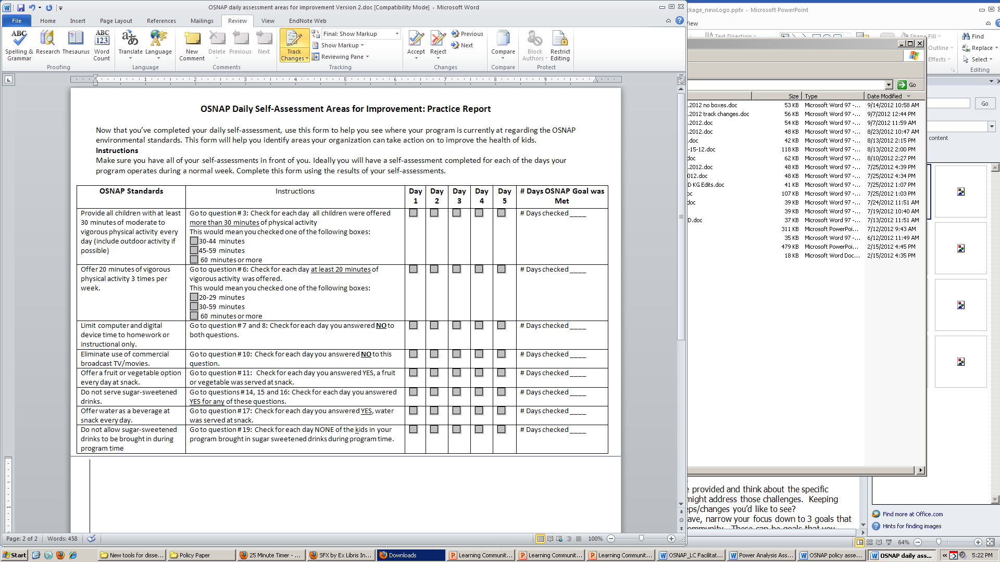 OSNAP daily assessment areas for improvement Version 2.doc [Compatibility Mode] - Microsoft Word
File Home Insert Page Layout References Mailings Review View EndNote Web
Spelling & Grammar
Research
Thesaurus
Word Count
Proofing
Translate
Language
Language
New Comment
Delete
Previous
Next
Comments
Track Changes
Final: Show Markup
Show Markup
Reviewing Pane
Tracking
Accept
Reject
Previous
Next
Changes
Compare
Compare
Block Authors
Restrict Editing
Protect
OSNAP Daily Self-Assessment Areas for Improvement: Practice Report
Now that you've completed your daily self-assessment, use this form to help you see where your program is currently at regarding the OSNAP
environmental standards. This form will help you identify areas your organization can take action on to improve the health of kids.
Instructions
Make sure you have all of your self-assessments in front of you. Ideally you will have a self-assessment completed for each of the days your
program operates during a normal week. Complete this form using the results of your self-assessments.
OSNAP Standards Instructions Day 1 Day 2 Day 3 Day 4 Day 5 # Days OSNAP Goal was Met
Provide all children with at least
30 minutes of moderate to
vigorous physical activity every
day (include outdoor activity if
possible)
Go to question # 3: Check for each day all children were offered
more than 30 minutes of physical activity
This would mean you checked one of the following boxes:
30-44 minutes
45-59 minutes
60 minutes or more
# Days checked ____
Offer 20 minutes of vigorous
physical activity 3 times per
week.
Go to question # 6: Check for each day at least 20 minutes of
vigorous activity was offered.
This would mean you checked one of the following boxes:
20-29 minutes
30-59 minutes
60 minutes or more
# Days checked ____
Limit computer and digital
device time to homework or
instructional only.
Go to question # 7 and 8: Check for each day you answered NO to
both questions.
# Days checked ____
Eliminate use of commercial
broadcast TV/movies.
Go to question # 10: Check for each day you answered NO to this
question.
# Days checked ____
Offer a fruit or vegetable option
every day at snack.
Go to question # 11: Check for each day you answered YES, a fruit
or vegetable was served at snack.
# Days checked ____
Do not serve sugar-sweetened
drinks.
Go to questions # 14, 15 and 16: Check for each day you answered
YES for any of these questions.
# Days checked ____
Offer water as a beverage at
snack every day.
Go to question # 17: Check for each day you answered YES, water
was served at snack.
# Days checked ____
Do not allow sugar-sweetened
drinks to be brought in during
program time
Go to question # 19: Check for each day NONE of the kids in your
program brought in sugar sweetened drinks during program time.
# Days checked ____
Page: 2 of 2 Words: 458
100%
ckage_newLogo.pptx - Microsoft PowerPoint
View
Text Direction
Shape Fill
Outline
Effects
Find
Replace
Select
Editing
Go
Go
content
Size Type Date Modified
.2012 no boxes.doc 53 KB Microsoft Word 97 -... 9/14/2012 10:58 AM
.2012 track changes.doc 56 KB Microsoft Word 97 -... 9/7/2012 12:44 PM
.2012.doc 54 KB Microsoft Word 97 -... 9/7/2012 11:59 AM
.2012.doc 48 KB Microsoft Word 97 -... 8/23/2012 10:47 AM
.doc 42 KB Microsoft Word 97 -... 8/13/2012 2:15 PM
-15-12.doc 118 KB Microsoft Word 97 -... 8/13/2012 2:00 PM
doc 62 KB Microsoft Word 97 -... 8/10/2012 2:27 PM
.2012.doc 48 KB Microsoft Word 97 -... 7/25/2012 4:39 PM
012.doc 48 KB Microsoft Word 97 -... 7/25/2012 4:34 PM
D KG Edits.doc 41 KB Microsoft Word 97 -... 7/25/2012 1:07 PM
oc 107 KB Microsoft Word 97 -... 7/25/2012 1:03 PM
doc 39 KB Microsoft Word 97 -... 7/24/2012 11:51 AM
39 KB Microsoft Word 97 -... 7/19/2012 10:40 AM
D.doc 37 KB Microsoft Word 97 -... 7/13/2012 11:51 AM
311 KB Microsoft PowerPoi... 7/12/2012 9:43 AM
35 KB Microsoft Word 97 -... 6/12/2012 11:49 AM
479 KB Microsoft PowerPoi... 2/15/2012 4:45 PM
18 KB Microsoft Word Doc... 2/15/2012 4:35 PM
e provided and think about the specific
might address those challenges. Keeping
eps/changes you'd like to see?
ave, narrow your focus down to 3 goals that
ommunity. These can be goals that you
Find more at Office.com
Hints for finding images
64%
Start
New tools for disse...
Policy Paper
25 Minute Timer - ...
SFX by Ex Libris In...
Downloads
Learning Communit...
Learning Communit...
Learning Communit...
OSNAP_LC Facilitat...
Power Analysis Ass...
OSNAP policy asse...
OSNAP daily ass...
5:22 PM